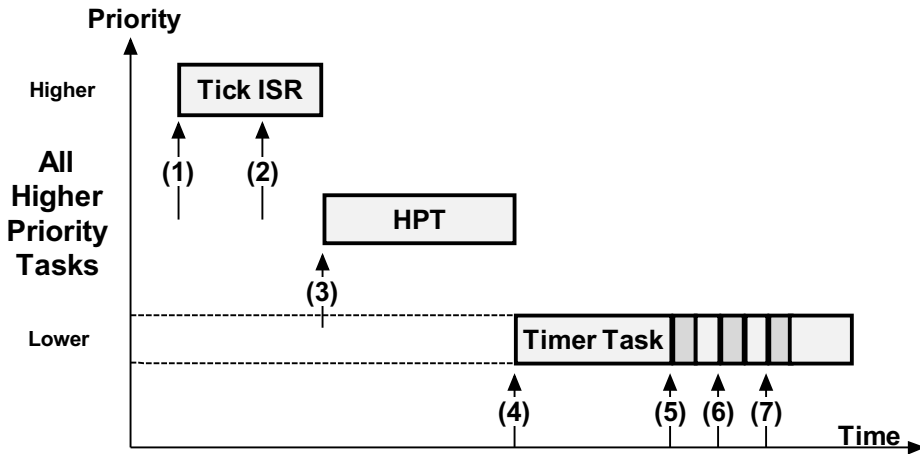 Priority
Higher
Tick ISR
(1)
(2)
All
Higher
Priority
Tasks
HPT
(3)
Lower
Timer Task
(4)
(5)
(6)
(7)
Time